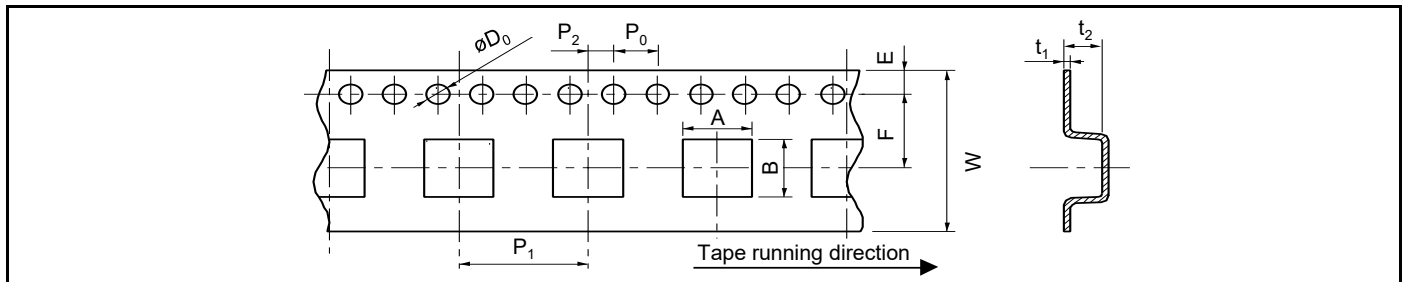 øD₀
P₂
P₀
E
t₁
t₂
A
F
B
W
P₁
Tape running direction